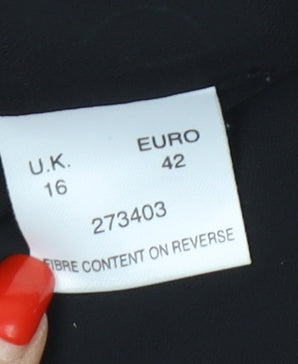 U.K. EURO
16 42
273403
FIBRE CONTENT ON REVERSE